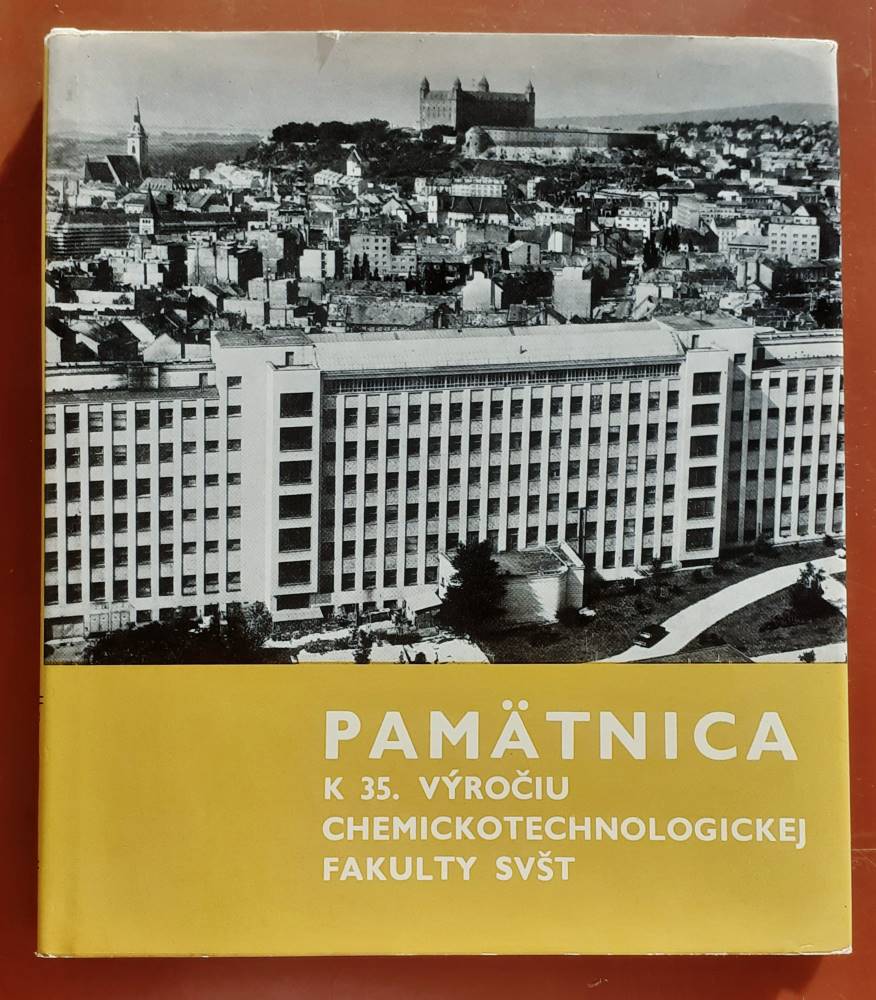 PAMÄTNICA
K 35. VÝROČIU
CHEMICKOTECHNOLOGICKEJ
FAKULTY SVŠT